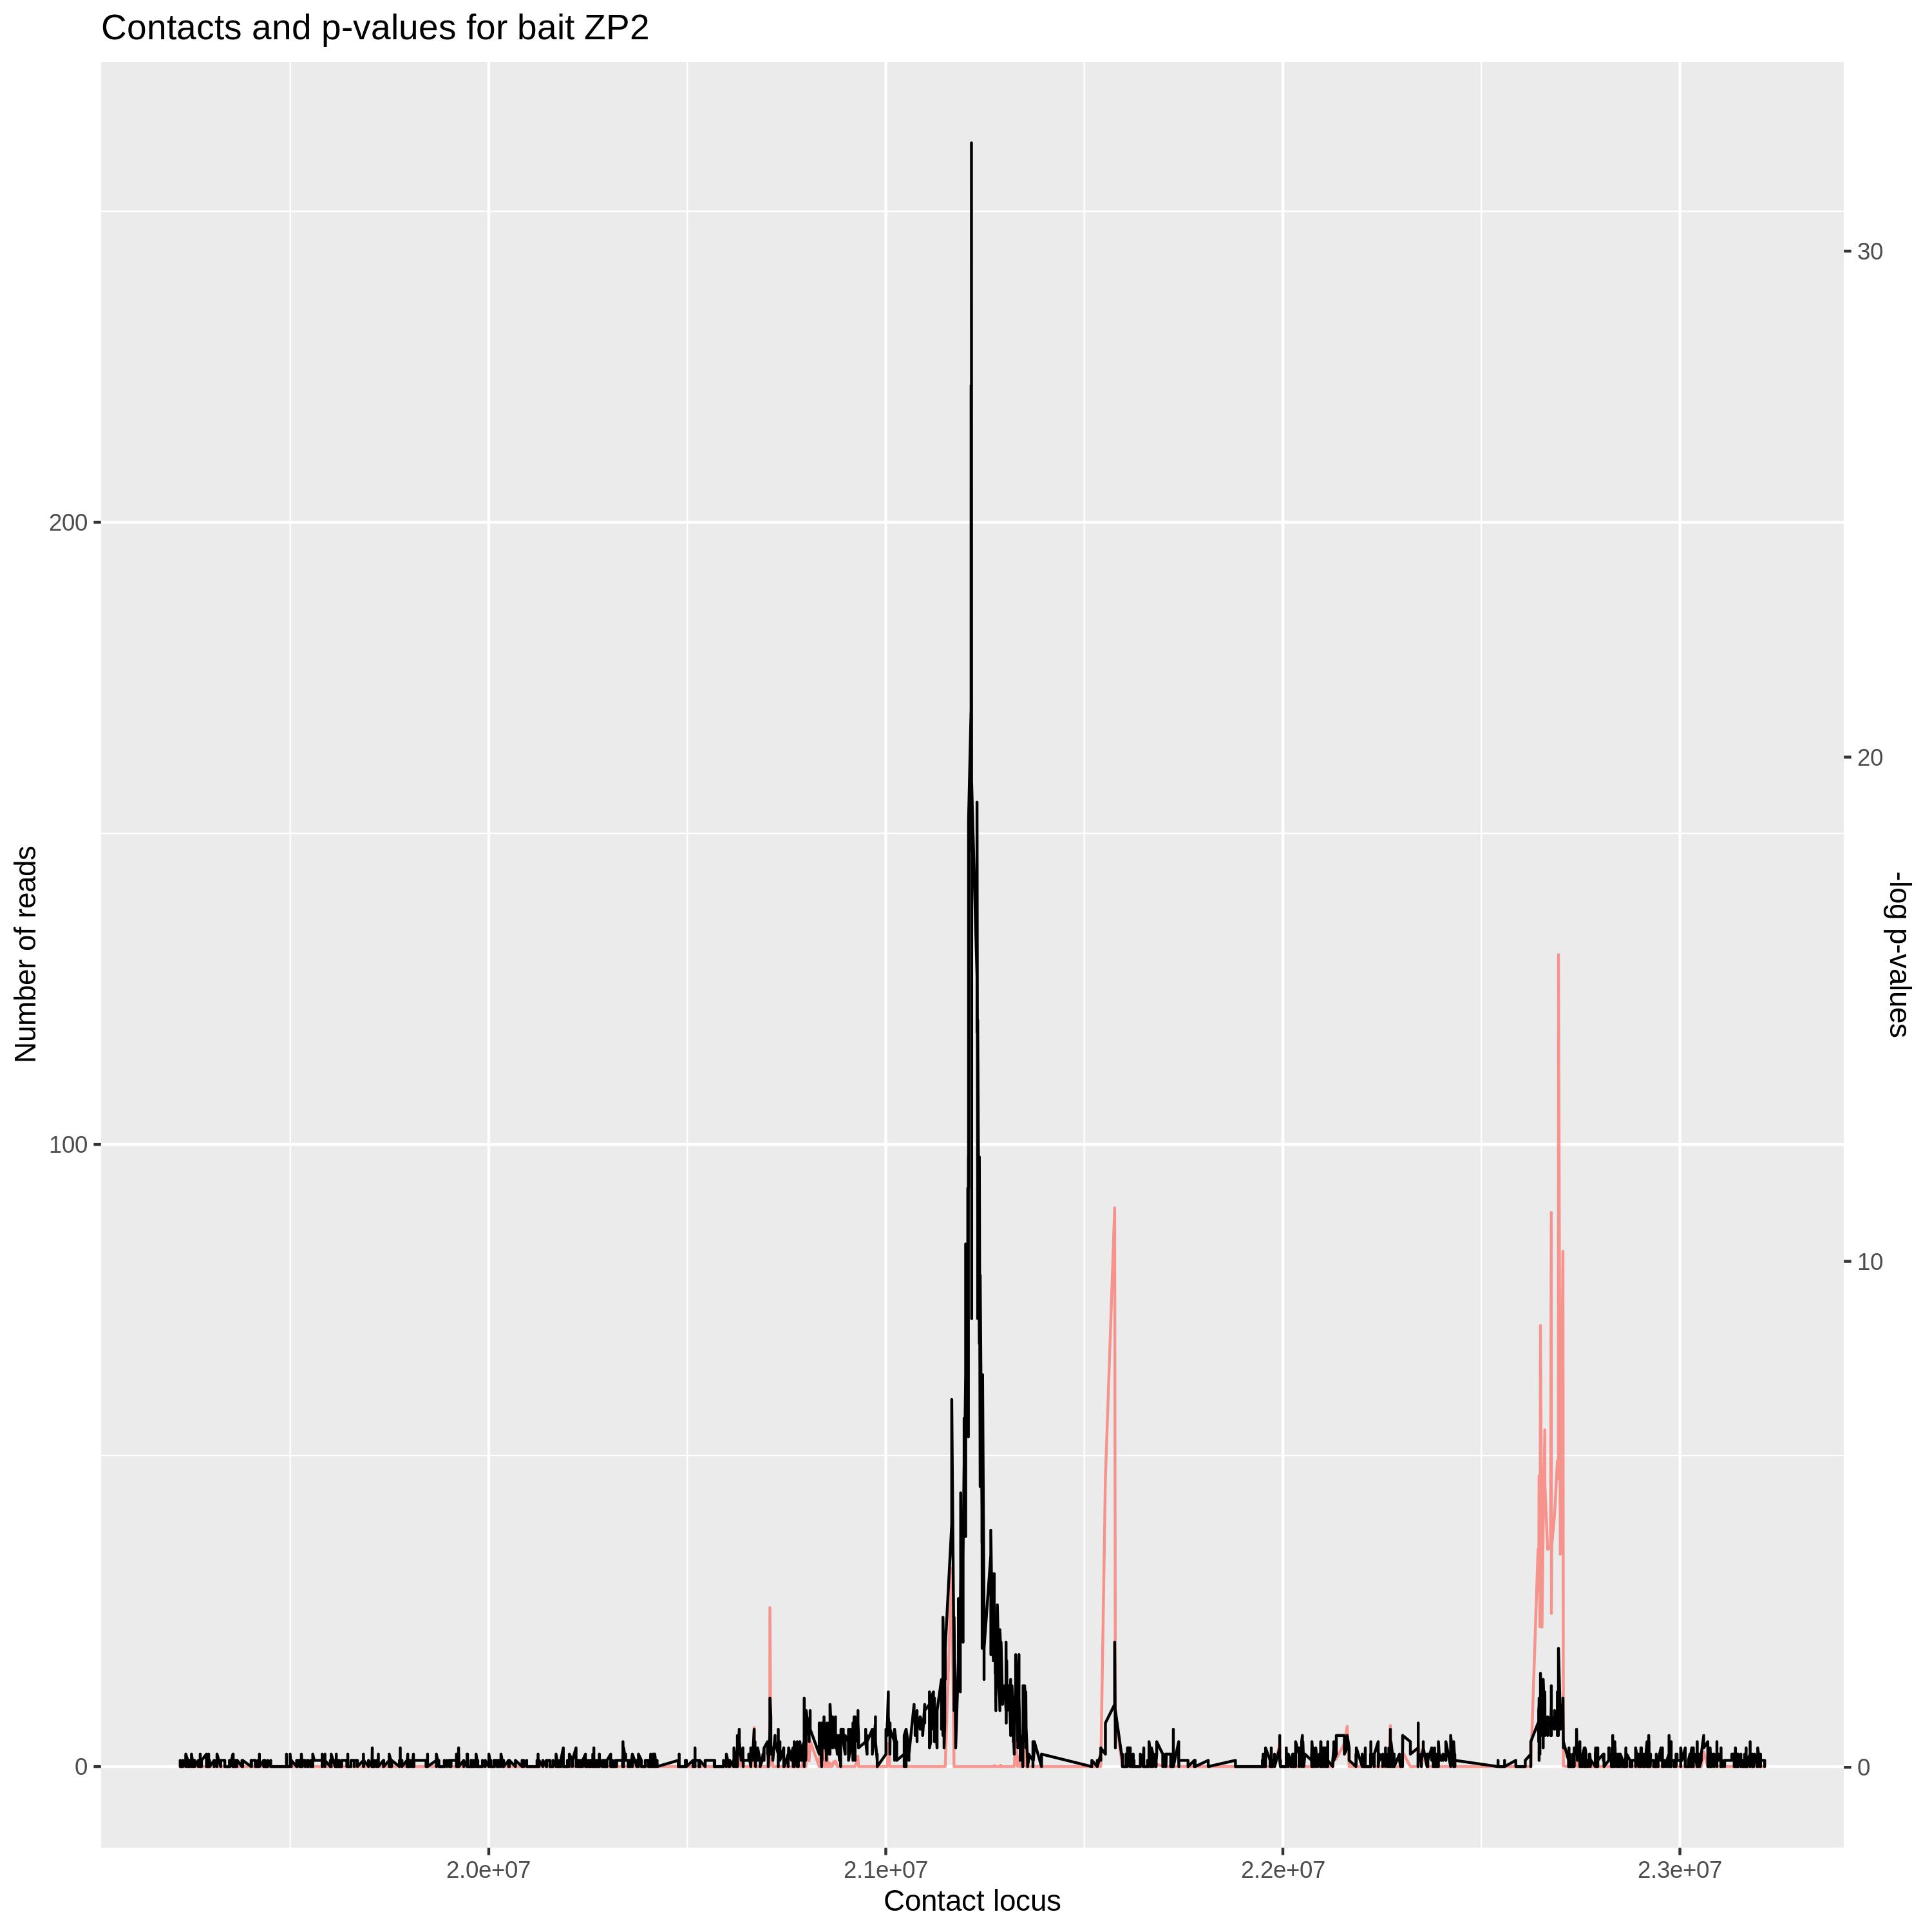 Contacts and p-values for bait ZP2
Number of reads
200
100
0
30
20
10
0
-log p-values
2.0e+07
2.1e+07
2.2e+07
2.3e+07
Contact locus